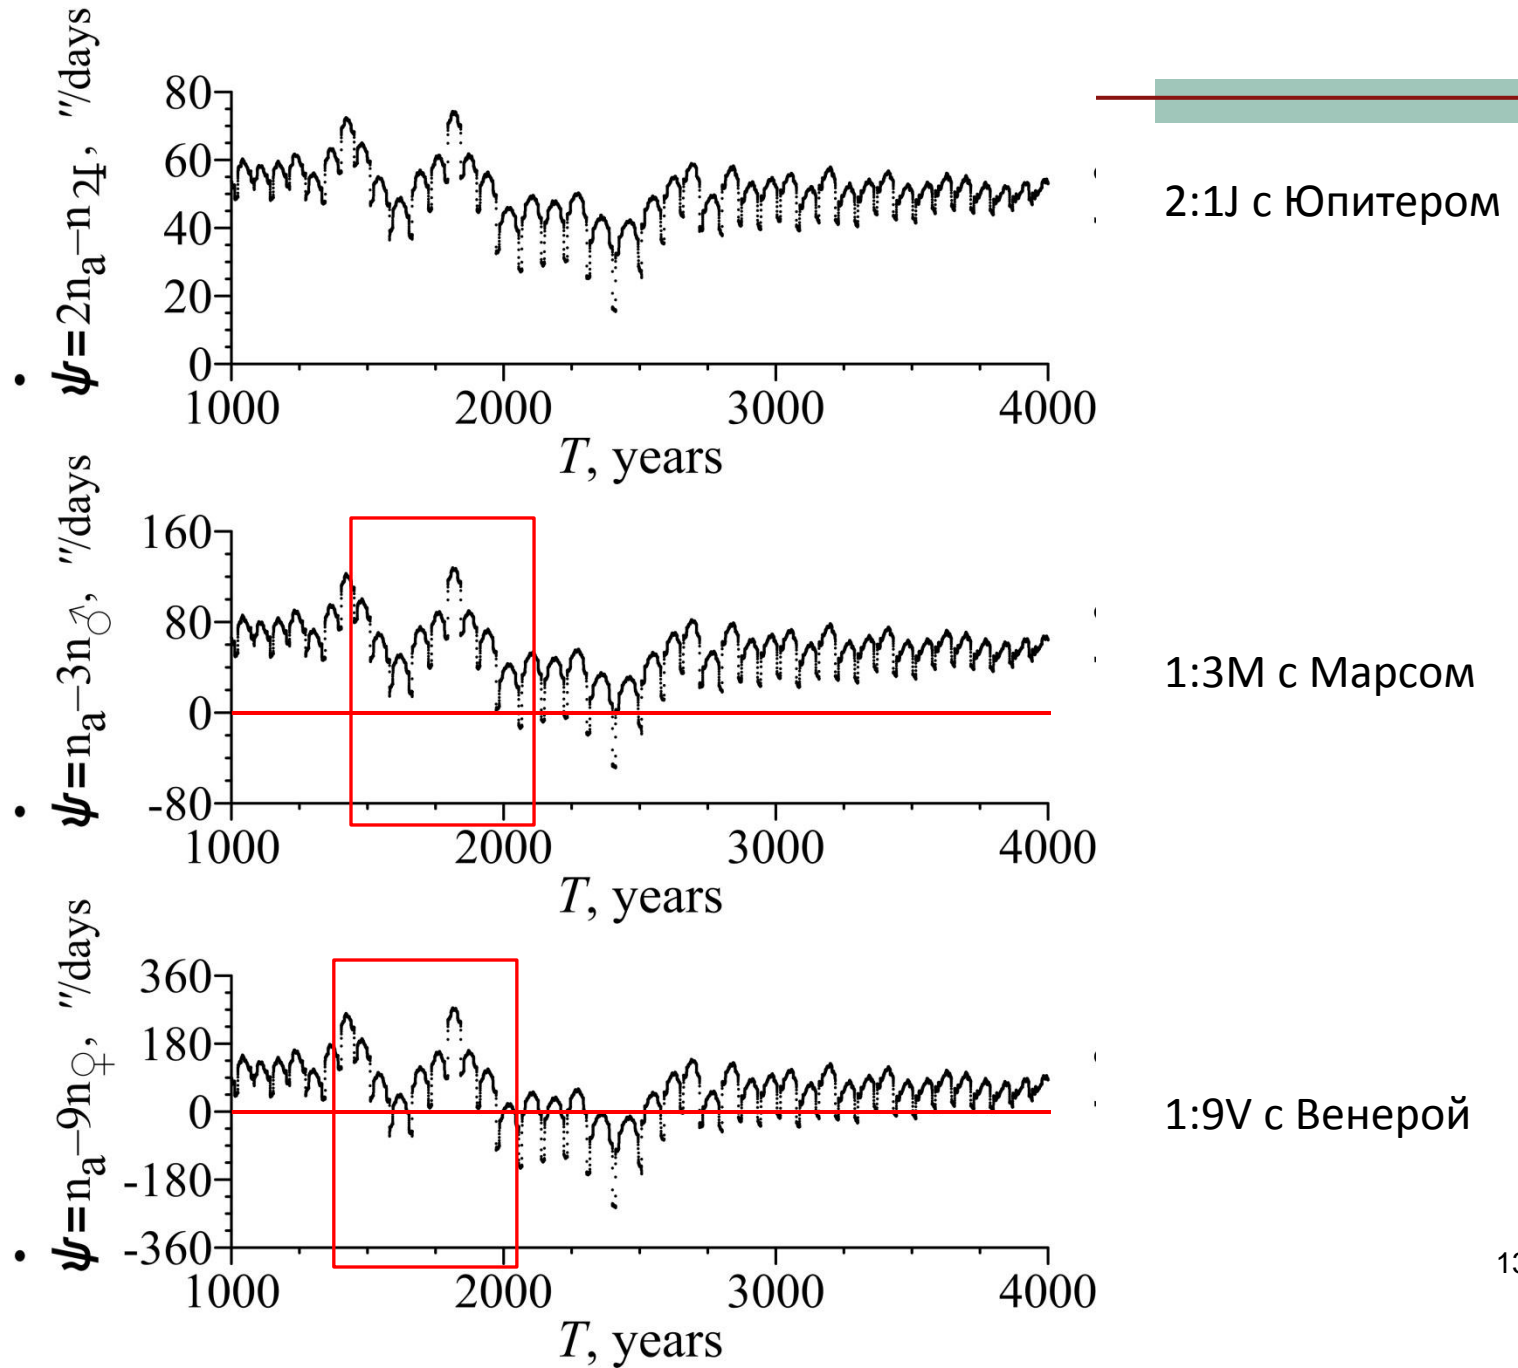 ψ=2n_a−n_♃, "/days
80
60
40
20
0
1000 2000 3000 4000
T, years
2:1J с Юпитером
ψ=n_a−3n_♂, "/days
160
80
0
-80
1000 2000 3000 4000
T, years
1:3M с Марсом
ψ=n_a−9n_♀, "/days
360
180
0
-180
-360
1000 2000 3000 4000
T, years
1:9V с Венерой
13